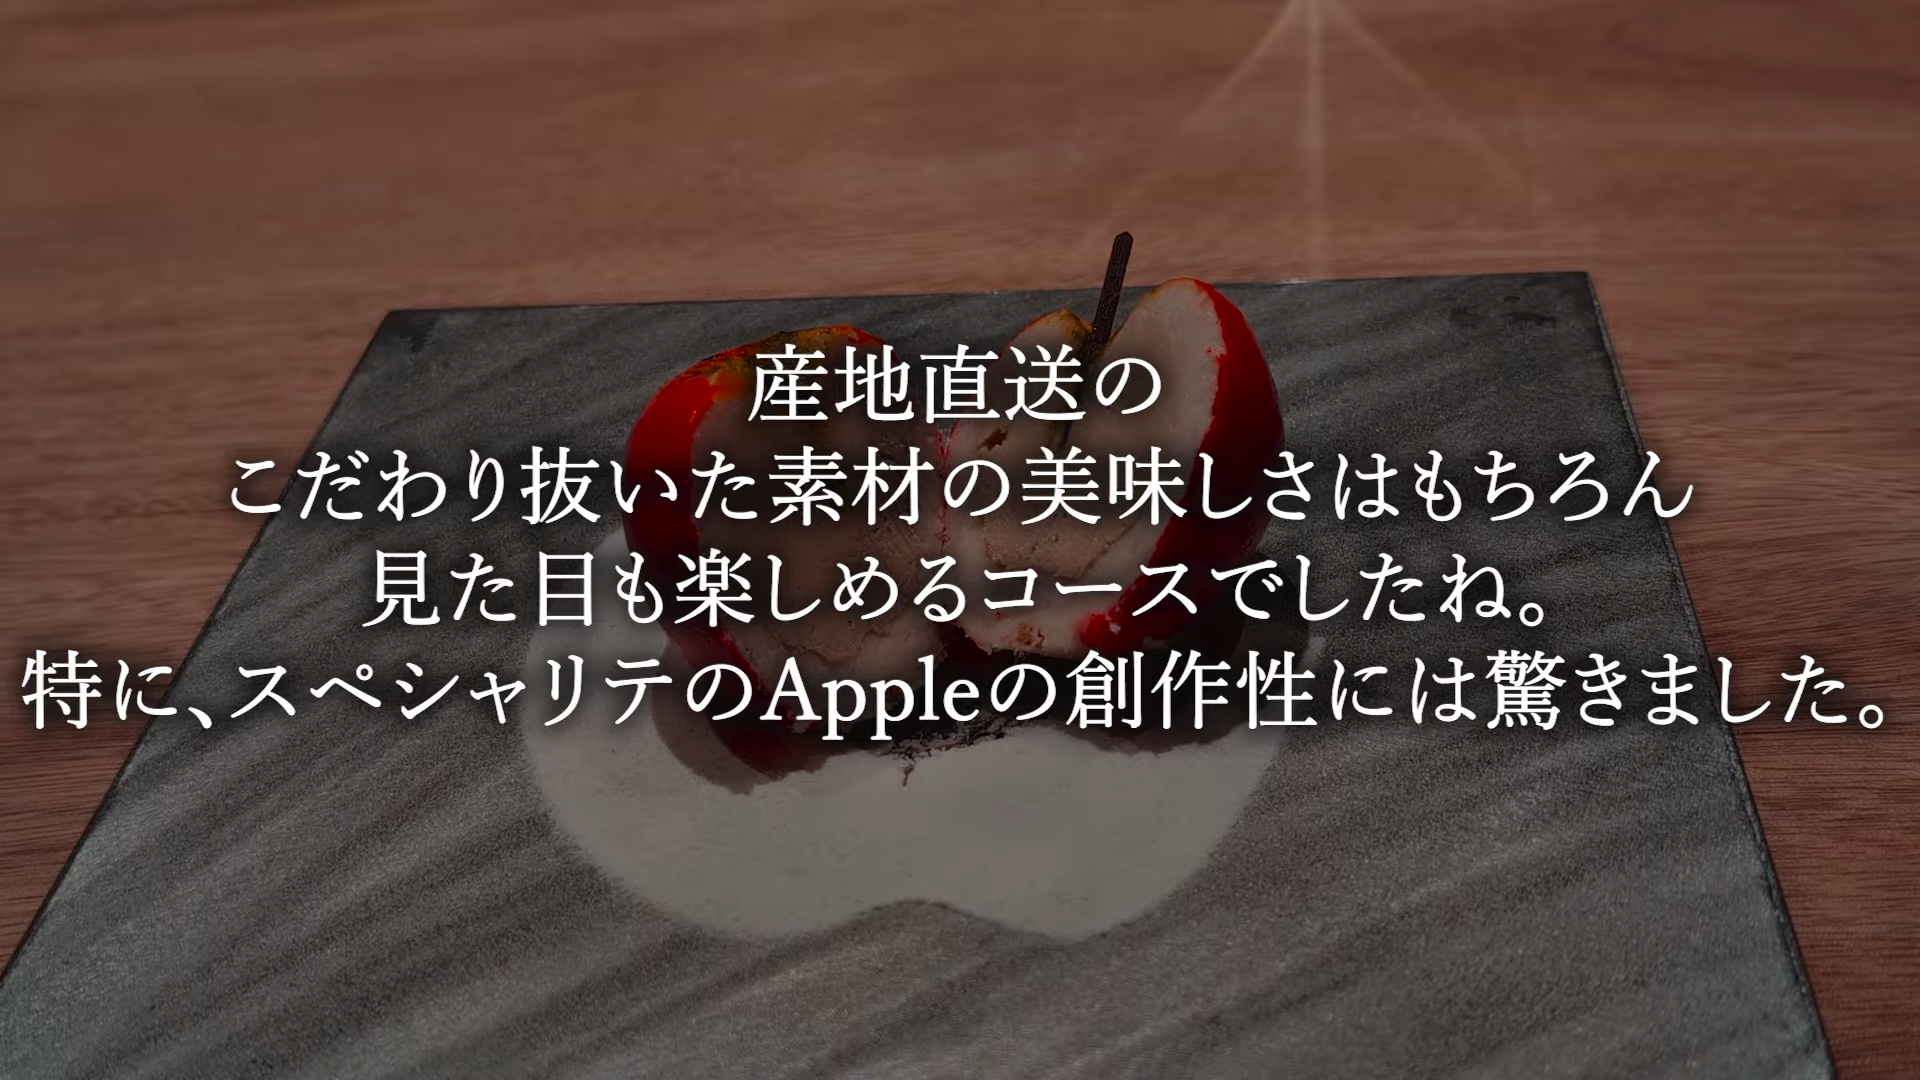 産地直送の
こだわり抜いた素材の美味しさはもちろん
見た目も楽しめるコースでしたね。
特に、スペシャリテのAppleの創作性には驚きました。